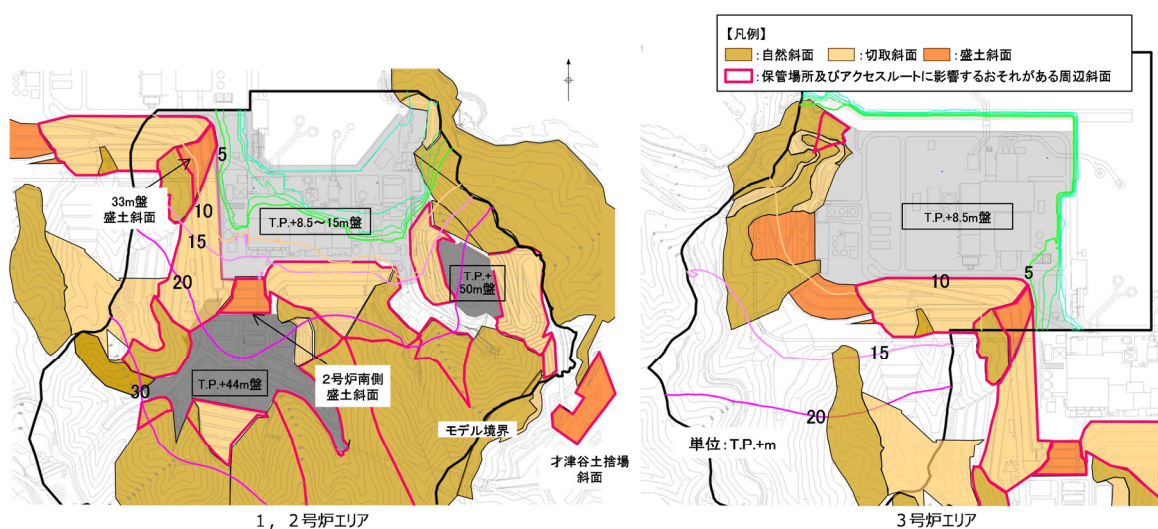 33m盤
盛土斜面
5
10
15
20
30
T.P.+8.5～15m盤
T.P.+
50m盤
T.P.+44m盤
2号炉南側
盛土斜面
モデル境界
才津谷土捨場
斜面
1，2号炉エリア
【凡例】
：自然斜面 ：切取斜面 ：盛土斜面
：保管場所及びアクセスルートに影響するおそれがある周辺斜面
T.P.+8.5m盤
5
10
15
20
単位：T.P.+m
3号炉エリア